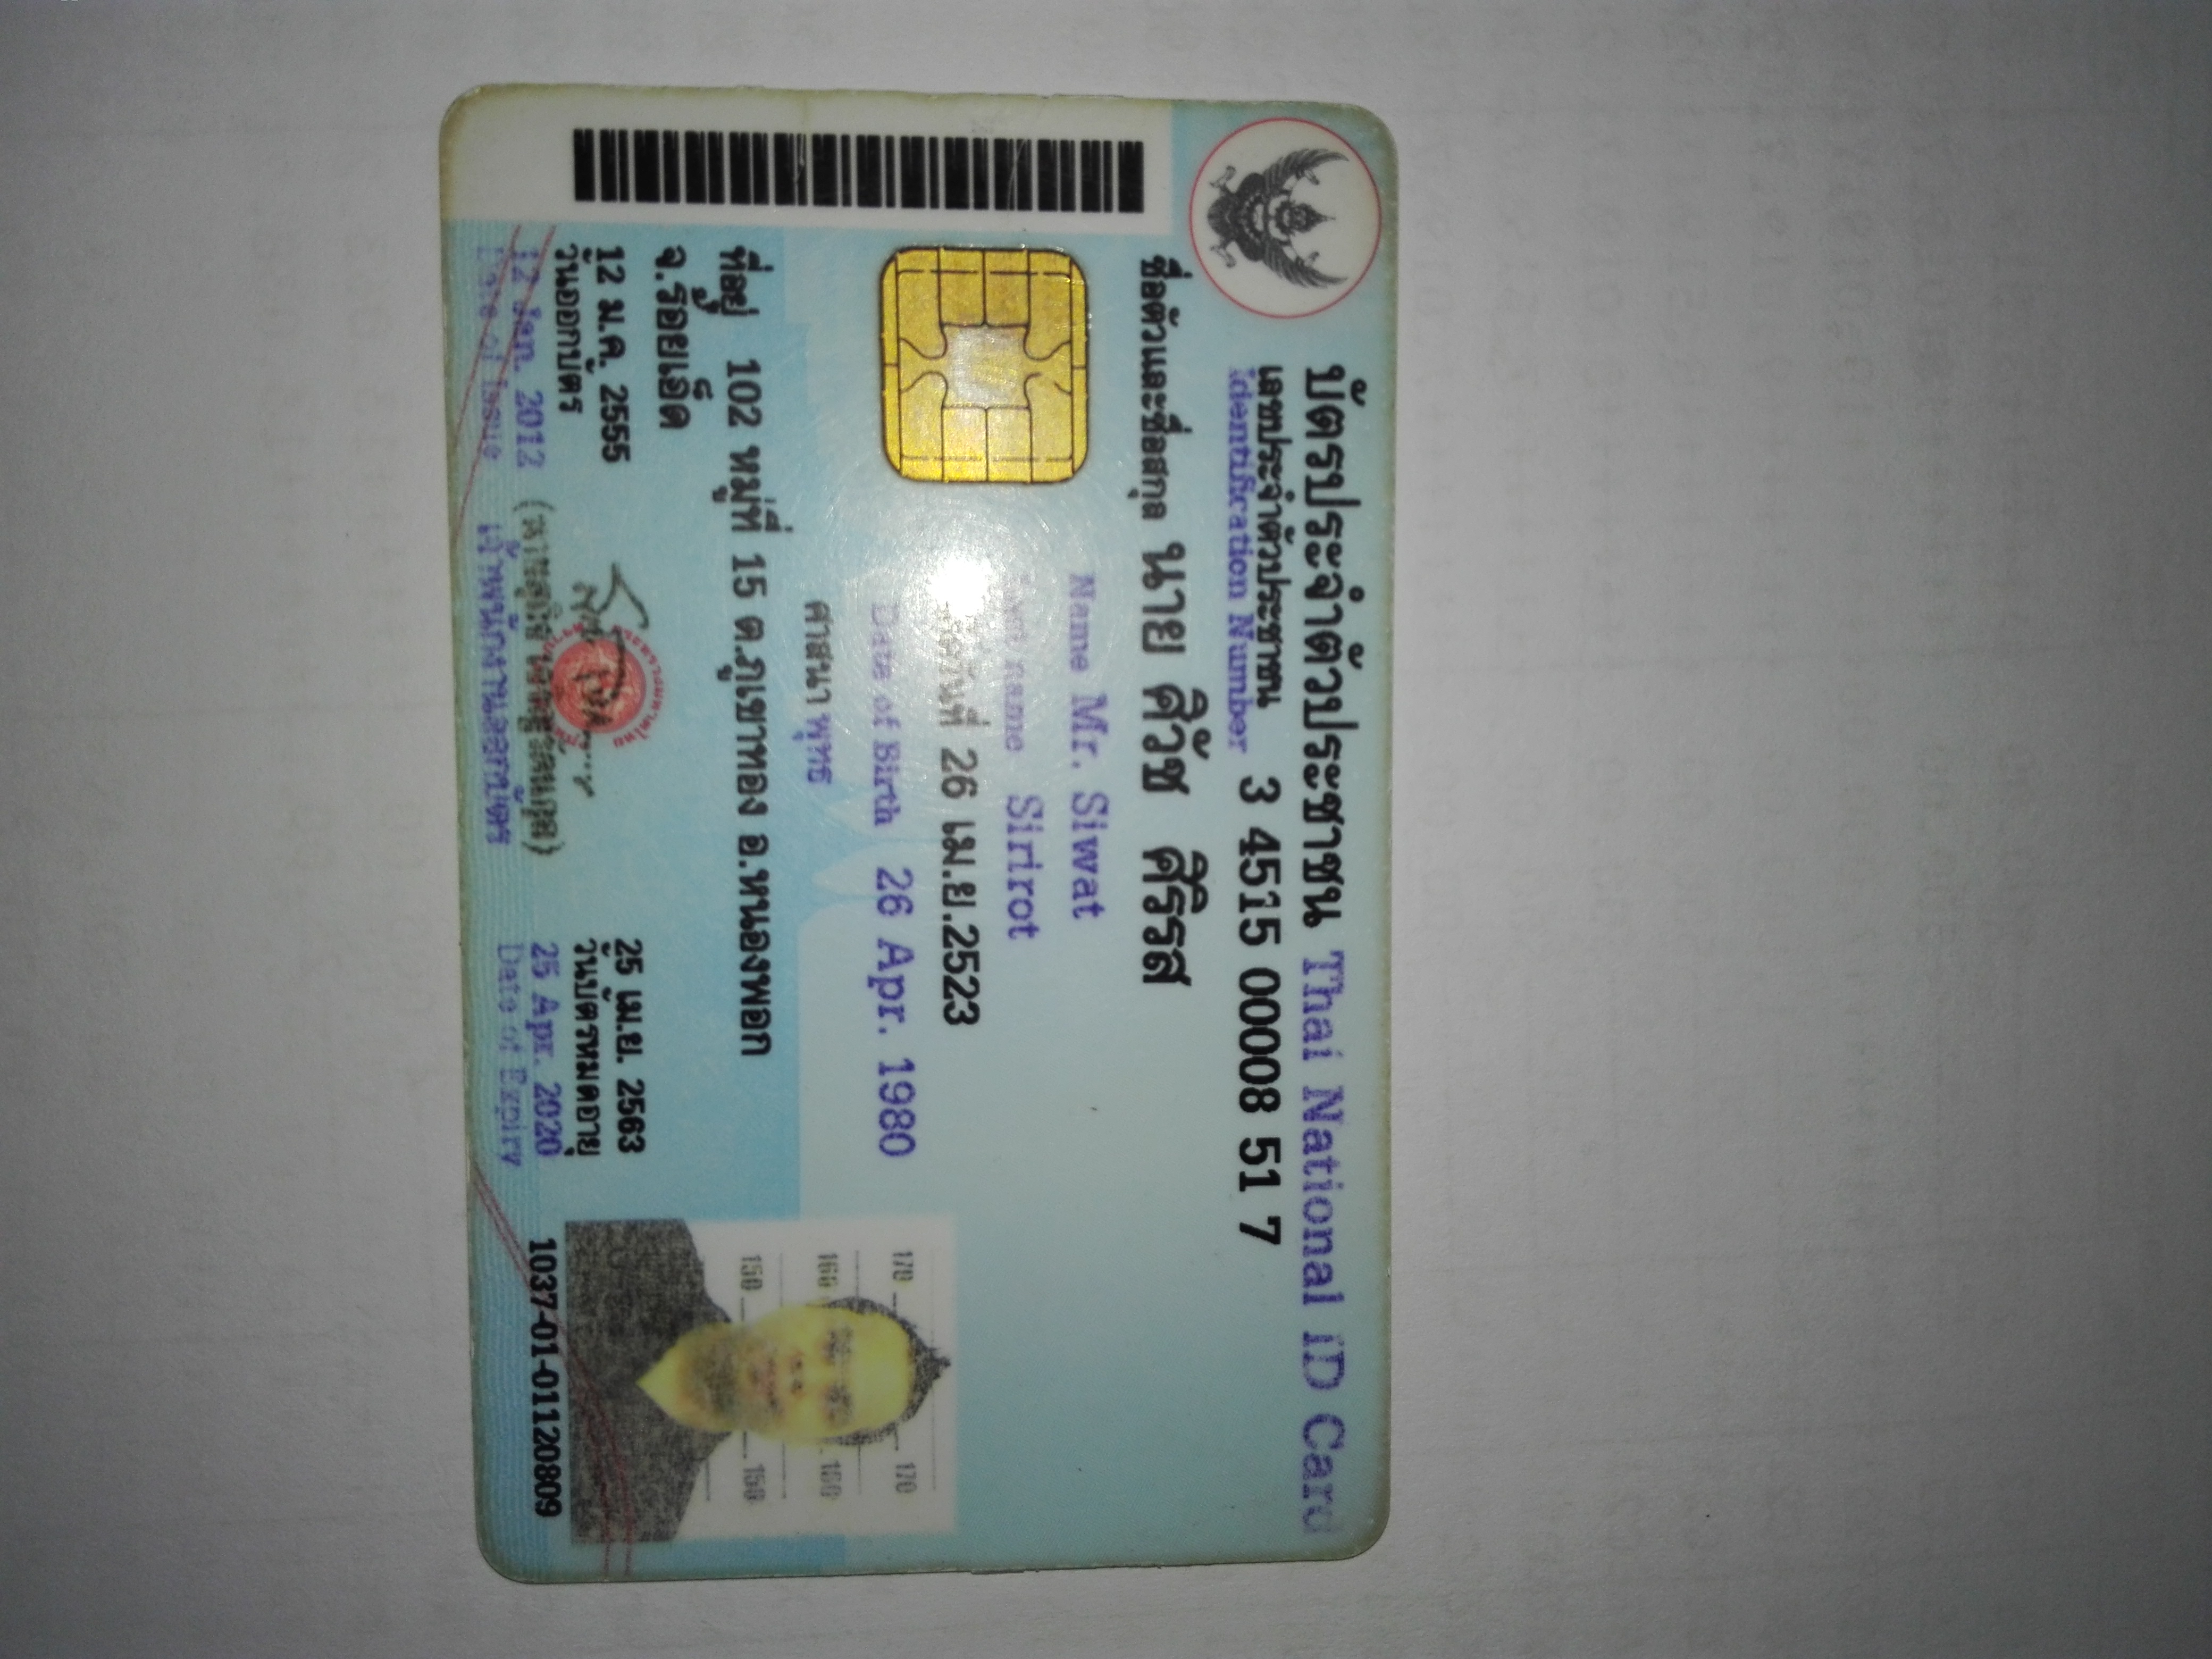 บัตรประจำตัวประชาชน Thai National ID Card
เลขประจำตัวประชาชน 3 4515 00008 51 7
Identification Number
ชื่อตัวและชื่อสกุล นาย ศิวัช ศิริรส
Name Mr. Siwat
name Sirirot
เกิดวันที่ 26 เม.ย.2523
Date of Birth 26 Apr. 1980
ศาสนา พุทธ
ที่อยู่ 102 หมู่ที่ 15 ต.ภูเขาทอง อ.หนองพอก
จ.ร้อยเอ็ด
12 ม.ค. 2555
วันออกบัตร
12 Jan. 2012
Date of Issue
เจ้าพนักงานออกบัตร
25 เม.ย. 2563
วันบัตรหมดอายุ
25 Apr. 2020
Date of Expiry
170 170
160 160
150 150
1037-01-01120809